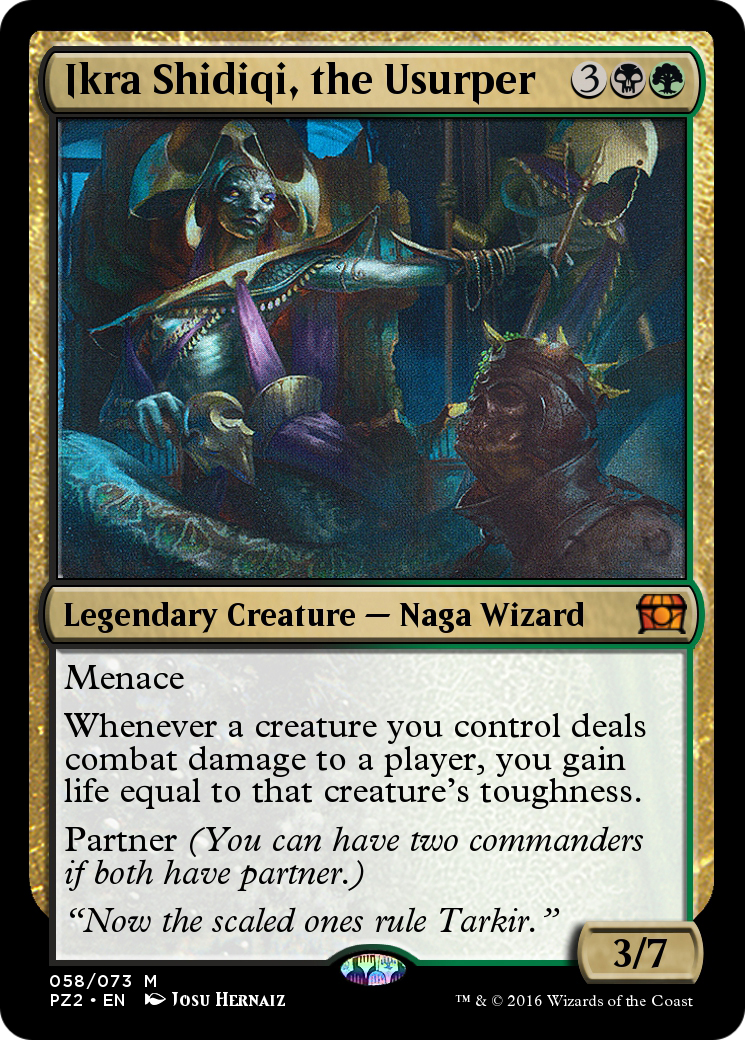 Ikra Shidiqi, the Usurper 3
Legendary Creature — Naga Wizard
Menace
Whenever a creature you control deals
combat damage to a player, you gain
life equal to that creature's toughness.
Partner (You can have two commanders
if both have partner.)
“Now the scaled ones rule Tarkir.”
3/7
058/073 M
PZ2 • EN Josu Hernaiz
™ & © 2016 Wizards of the Coast